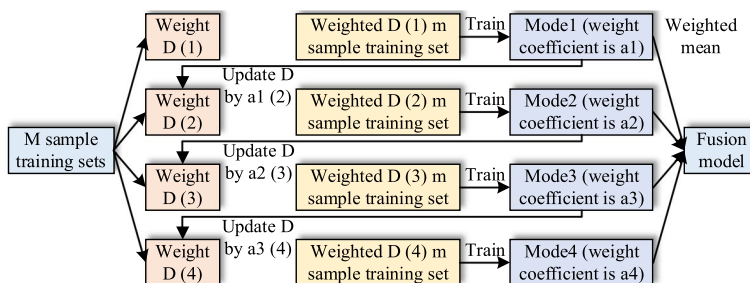 Weight
D (1)
Weighted D (1) m
sample training set
Train
Mode1 (weight
coefficient is a1)
Weighted
mean
Update D
by a1 (2)
Weight
D (2)
Weighted D (2) m
sample training set
Train
Mode2 (weight
coefficient is a2)
M sample
training sets
Fusion
model
Update D
by a2 (3)
Weight
D (3)
Weighted D (3) m
sample training set
Train
Mode3 (weight
coefficient is a3)
Update D
by a3 (4)
Weight
D (4)
Weighted D (4) m
sample training set
Train
Mode4 (weight
coefficient is a4)